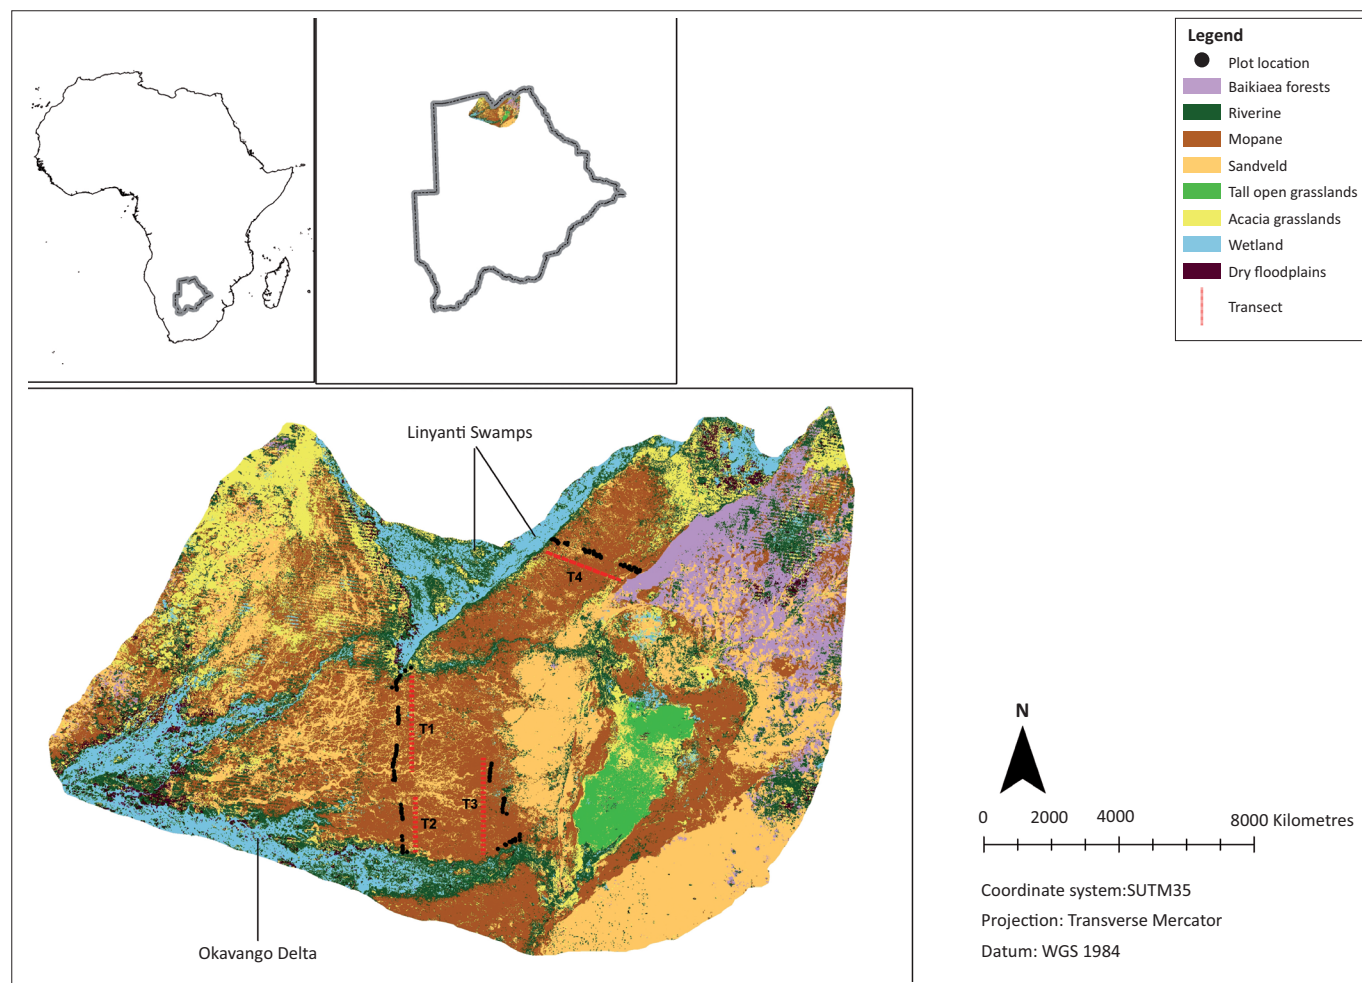 Legend
Plot location
Baikiaea forests
Riverine
Mopane
Sandveld
Tall open grasslands
Acacia grasslands
Wetland
Dry floodplains
Transect
Linyanti Swamps
T4
T1
T3
T2
Okavango Delta
N
0 2000 4000 8000 Kilometres
Coordinate system:SUTM35
Projection: Transverse Mercator
Datum: WGS 1984